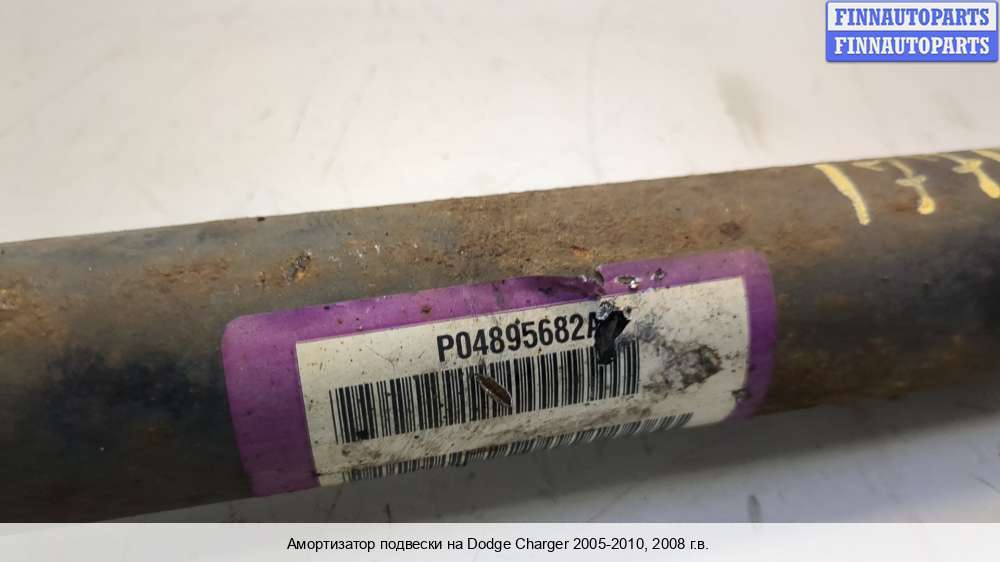 FINNAUTOPARTS
FINNAUTOPARTS
P04895682A
Амортизатор подвески на Dodge Charger 2005-2010, 2008 г.в.